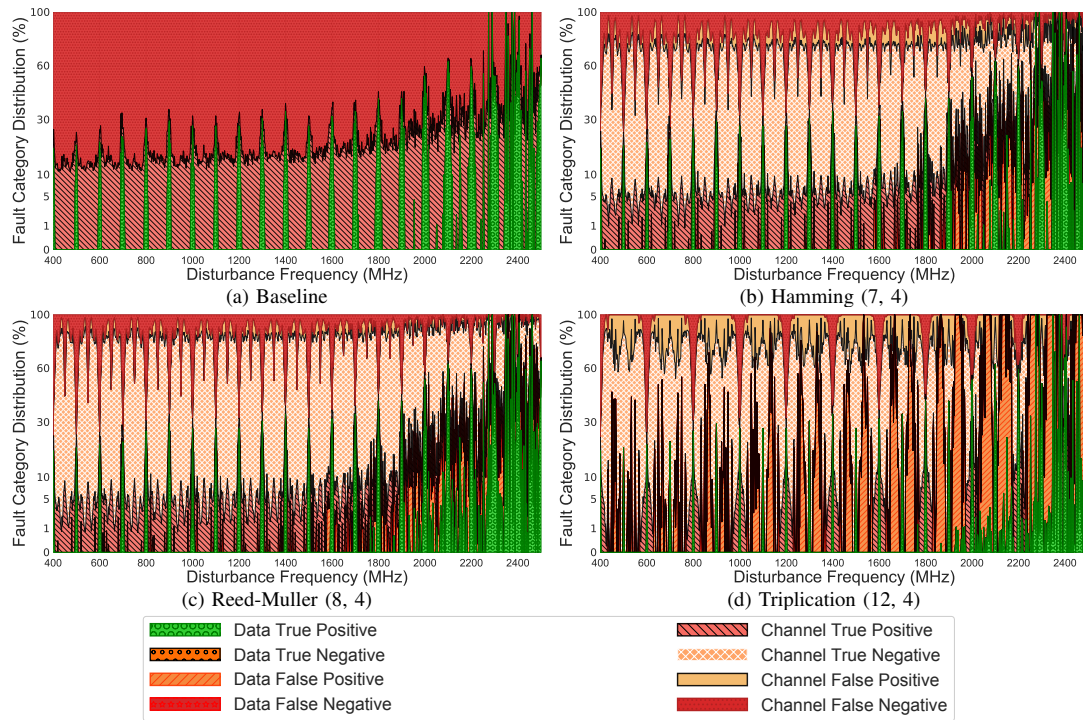 Fault Category Distribution (%)
100
60
30
10
5
1
0
400 600 800 1000 1200 1400 1600 1800 2000 2200 2400
Disturbance Frequency (MHz)
(a) Baseline
Fault Category Distribution (%)
100
60
30
10
5
1
0
400 600 800 1000 1200 1400 1600 1800 2000 2200 2400
Disturbance Frequency (MHz)
(b) Hamming (7, 4)
Fault Category Distribution (%)
100
60
30
10
5
1
0
400 600 800 1000 1200 1400 1600 1800 2000 2200 2400
Disturbance Frequency (MHz)
(c) Reed-Muller (8, 4)
Fault Category Distribution (%)
100
60
30
10
5
1
0
400 600 800 1000 1200 1400 1600 1800 2000 2200 2400
Disturbance Frequency (MHz)
(d) Triplication (12, 4)
Data True Positive
Data True Negative
Data False Positive
Data False Negative
Channel True Positive
Channel True Negative
Channel False Positive
Channel False Negative